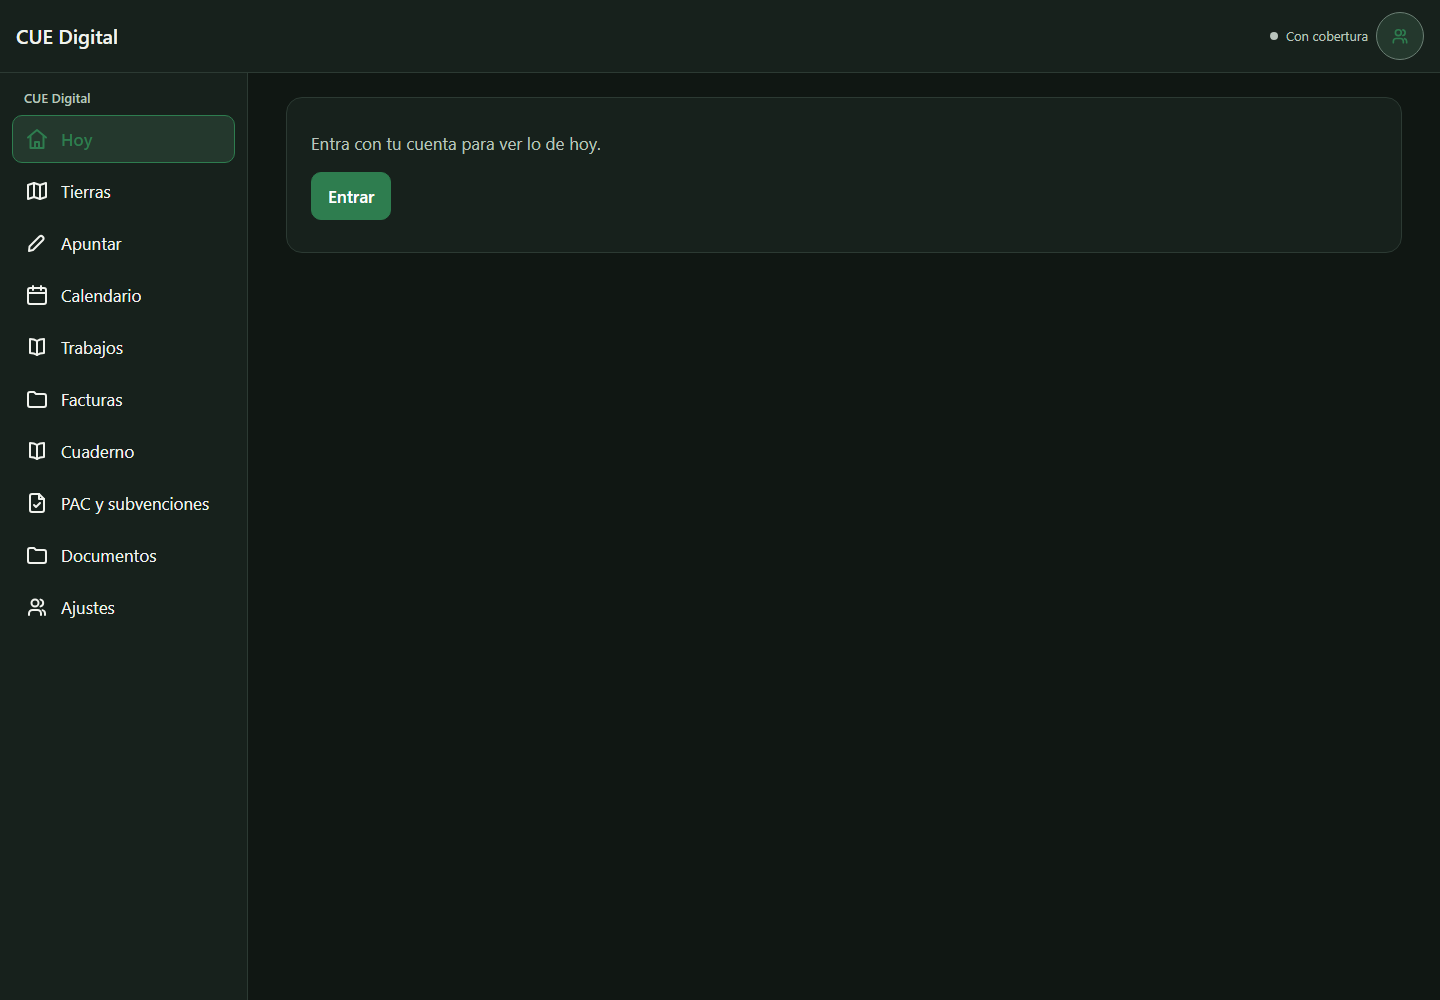 CUE Digital
Con cobertura
CUE Digital
Hoy
Tierras
Apuntar
Calendario
Trabajos
Facturas
Cuaderno
PAC y subvenciones
Documentos
Ajustes
Entra con tu cuenta para ver lo de hoy.
Entrar